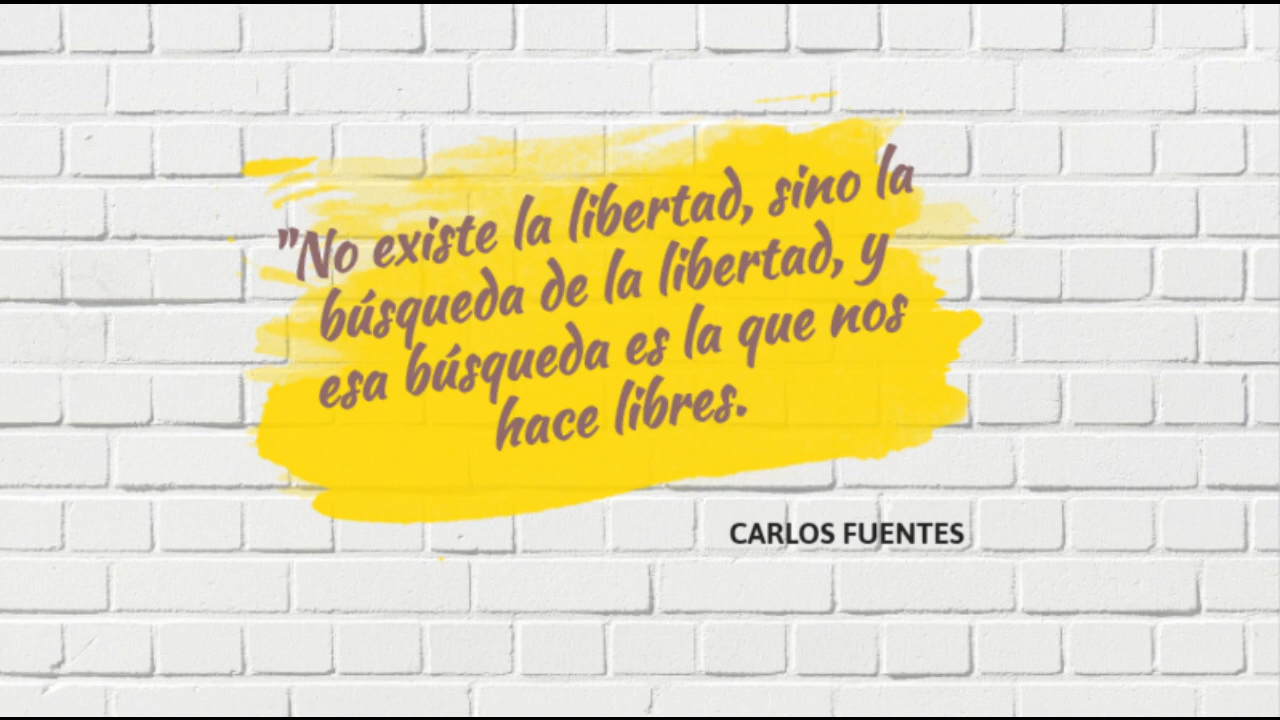 "No existe la libertad, sino la
búsqueda de la libertad, y
esa búsqueda es la que nos
hace libres.
CARLOS FUENTES